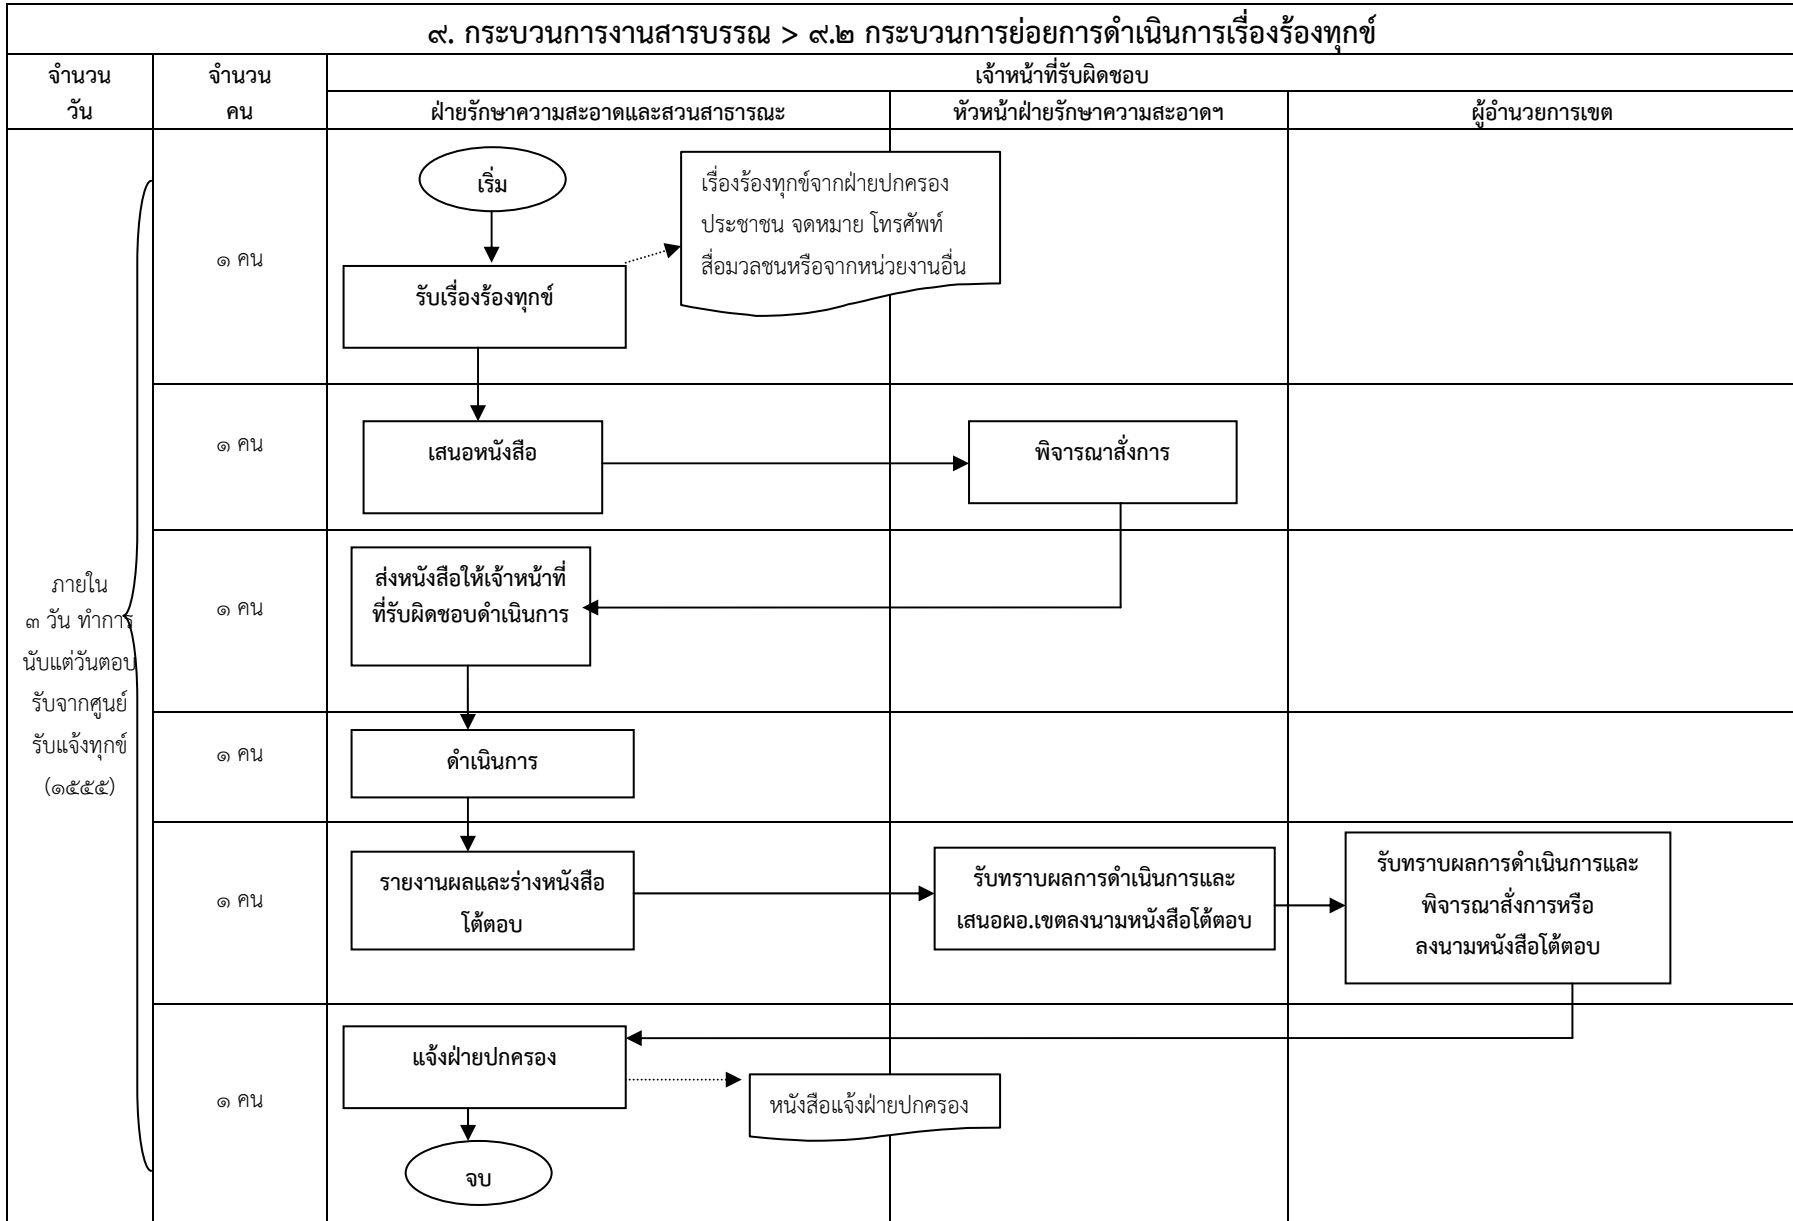 ๙. กระบวนการงานสารบรรณ > ๙.๒ กระบวนการย่อยการดำเนินการเรื่องร้องทุกข์
จำนวน
วัน
จำนวน
คน
เจ้าหน้าที่รับผิดชอบ
ฝ่ายรักษาความสะอาดและสวนสาธารณะ
หัวหน้าฝ่ายรักษาความสะอาดฯ
ผู้อำนวยการเขต
ภายใน
๓ วัน ทำการ
นับแต่วันตอบ
รับจากศูนย์
รับแจ้งทุกข์
(๑๕๕๕)
๑ คน
เริ่ม
รับเรื่องร้องทุกข์
เรื่องร้องทุกข์จากฝ่ายปกครอง
ประชาชน จดหมาย โทรศัพท์
สื่อมวลชนหรือจากหน่วยงานอื่น
๑ คน
เสนอหนังสือ
พิจารณาสั่งการ
๑ คน
ส่งหนังสือให้เจ้าหน้าที่
ที่รับผิดชอบดำเนินการ
๑ คน
ดำเนินการ
๑ คน
รายงานผลและร่างหนังสือ
โต้ตอบ
รับทราบผลการดำเนินการและ
เสนอผอ.เขตลงนามหนังสือโต้ตอบ
รับทราบผลการดำเนินการและ
พิจารณาสั่งการหรือ
ลงนามหนังสือโต้ตอบ
๑ คน
แจ้งฝ่ายปกครอง
หนังสือแจ้งฝ่ายปกครอง
จบ